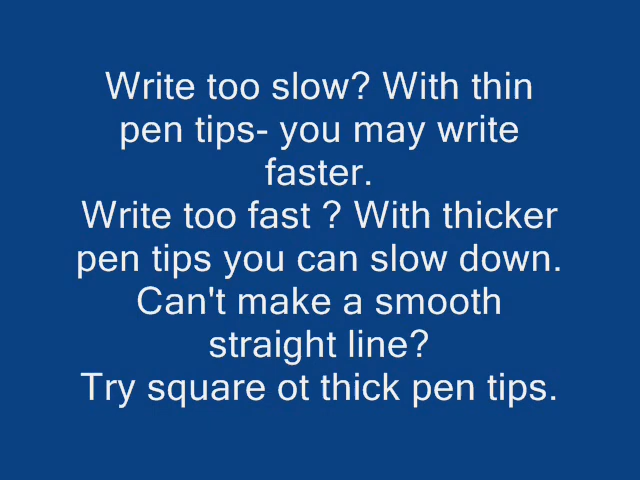 Write too slow? With thin
pen tips- you may write
faster.
Write too fast ? With thicker
pen tips you can slow down.
Can't make a smooth
straight line?
Try square ot thick pen tips.